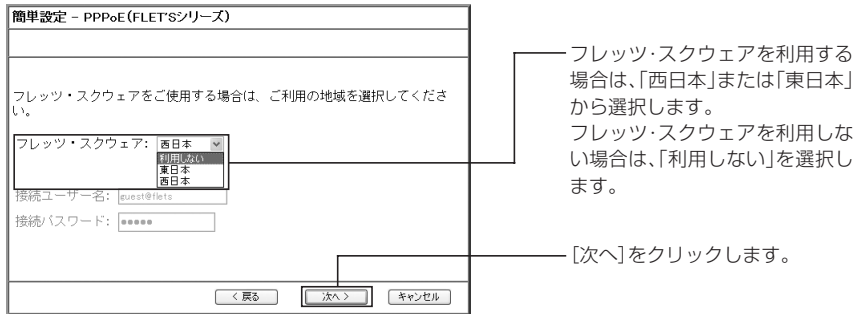 簡単設定 - PPPoE(FLET'Sシリーズ)
フレッツ・スクウェアをご使用する場合は、ご利用の地域を選択してくださ
い。
フレッツ・スクウェア: 西日本
利用しない
東日本
西日本
接続ユーザー名: guest@flets
接続パスワード: ●●●●●
< 戻る 次へ > キャンセル
フレッツ・スクウェアを利用する
場合は、「西日本」または「東日本」
から選択します。
フレッツ・スクウェアを利用しな
い場合は、「利用しない」を選択し
ます。
[次へ]をクリックします。